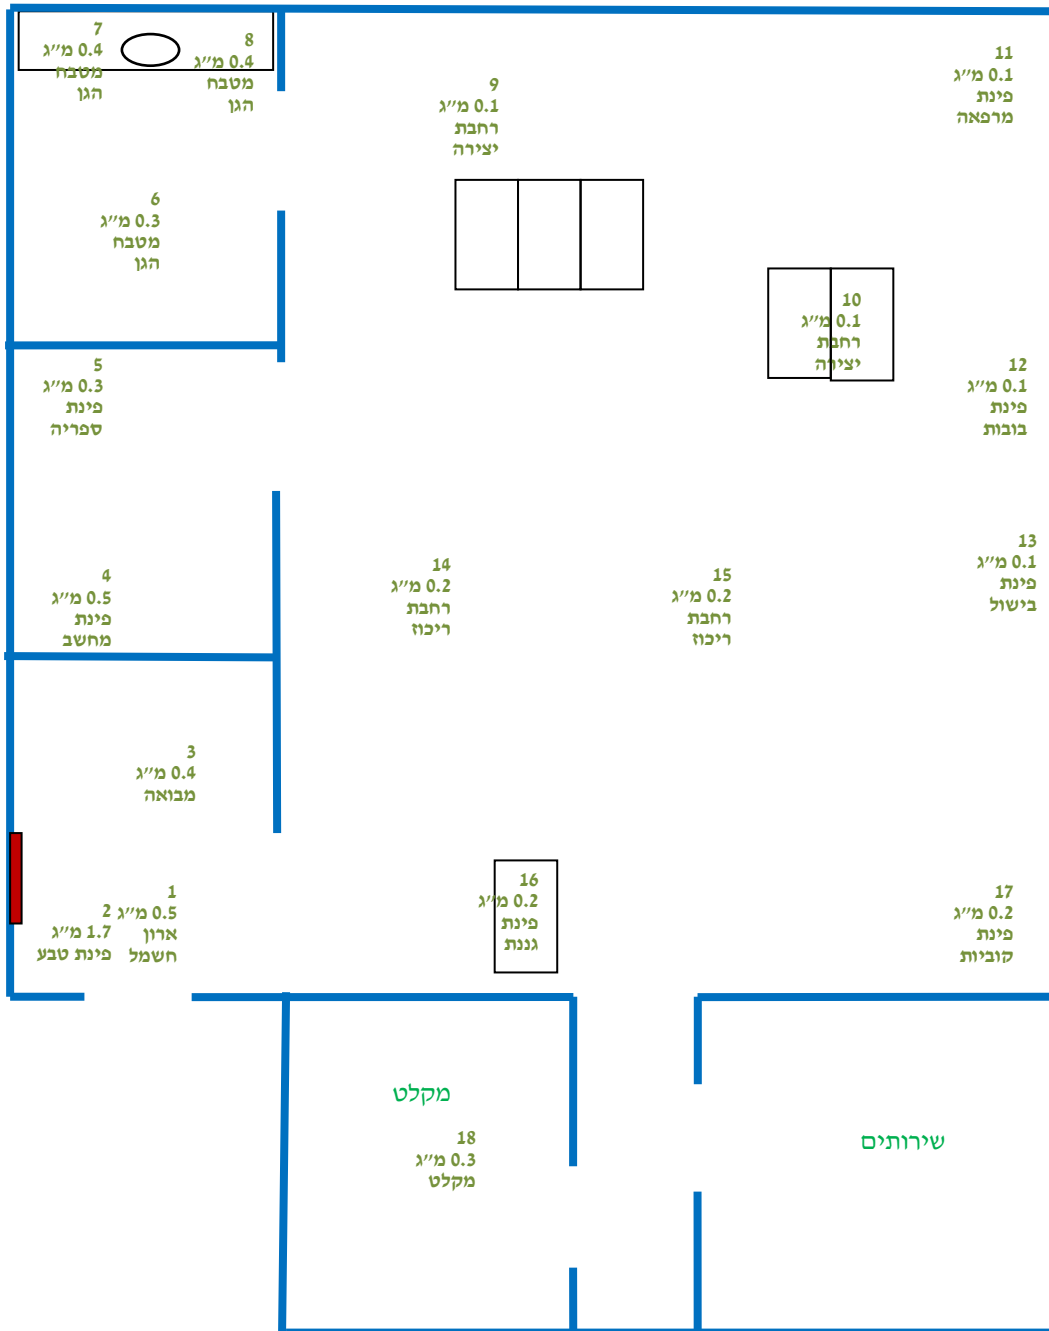 7
0.4 מ״ג
מטבח
הגן
8
0.4 מ״ג
מטבח
הגן
9
0.1 מ״ג
רחבת
יצירה
11
0.1 מ״ג
פינת
מרפאה
6
0.3 מ״ג
מטבח
הגן
10
0.1 מ״ג
רחבת
יצירה
5
0.3 מ״ג
פינת
ספריה
12
0.1 מ״ג
פינת
בובות
4
0.5 מ״ג
פינת
מחשב
14
0.2 מ״ג
רחבת
ריכוז
15
0.2 מ״ג
רחבת
ריכוז
13
0.1 מ״ג
פינת
בישול
3
0.4 מ״ג
מבואה
1
0.5 מ״ג
ארון
חשמל
2
1.7 מ״ג
פינת טבע
16
0.2 מ״ג
פינת
גננת
17
0.2 מ״ג
פינת
קוביות
מקלט
18
0.3 מ״ג
מקלט
שירותים